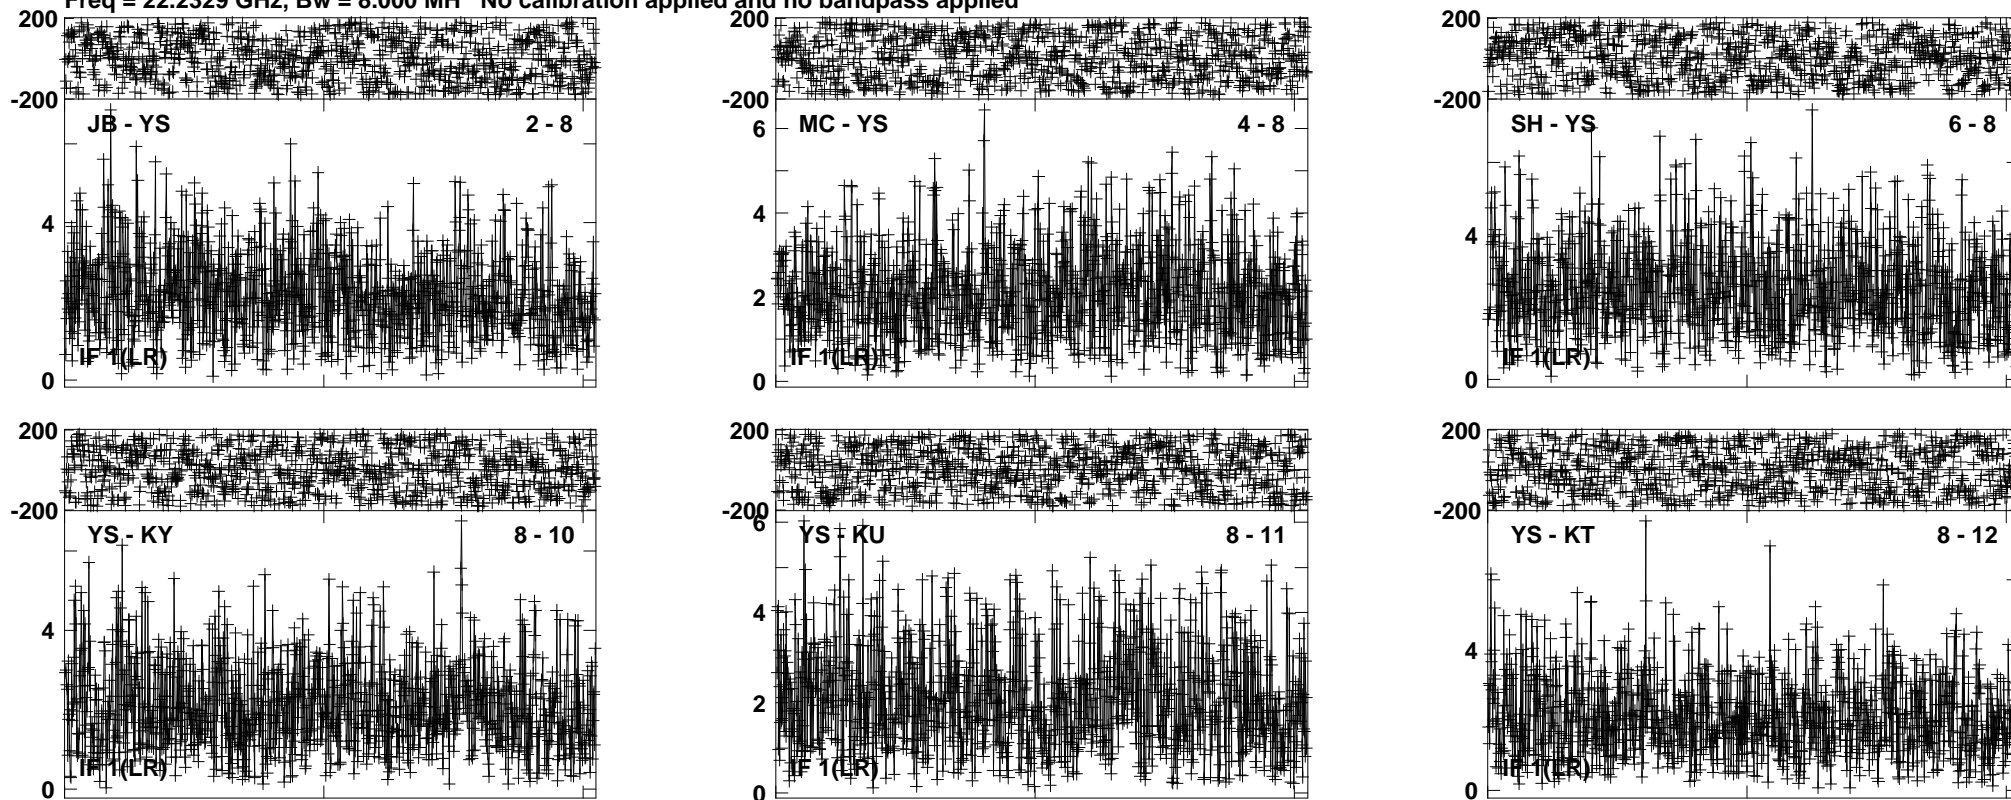 Freq = 22.2329 GHz, Bw = 8.000 MH No calibration applied and no bandpass applied
200 200 200
-200 -200 -200
JB - YS 2 - 8 MC - YS 4 - 8 SH - YS 6 - 8
6
4 4 4
2
IF 1(LR) IF 1(LR) IF 1(LR)
0 0 0
200 200 200
-200 -200 -200
6
YS - KY 8 - 10 YS - KU 8 - 11 YS - KT 8 - 12
4 4 4
2
IF 1(LR) IF 1(LR) IF 1(LR)
0 0 0